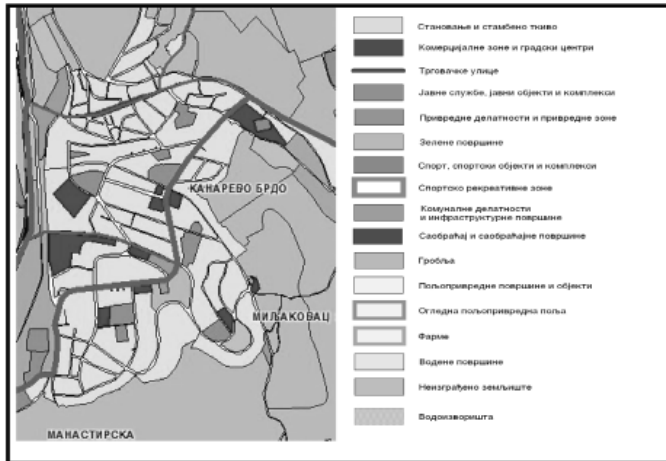 КАНАРЕВО БРДО
МИЉАКОВАЦ
МАНАСТИРСКА
Становање и стамбено ткиво
Комерцијалне зоне и градски центри
Трговачке улице
Јавне службе, јавни објекти и комплекси
Привредне делатности и привредне зоне
Зелене површине
Спорт, спортски објекти и комплекси
Спортско рекреативне зоне
Комуналне делатности
и инфраструктурне површине
Саобраћај и саобраћајне површине
Гробља
Пољопривредне површине и објекти
Огледна пољопривредна поља
Фарме
Водене површине
Неизграђено земљиште
Водоизворишта